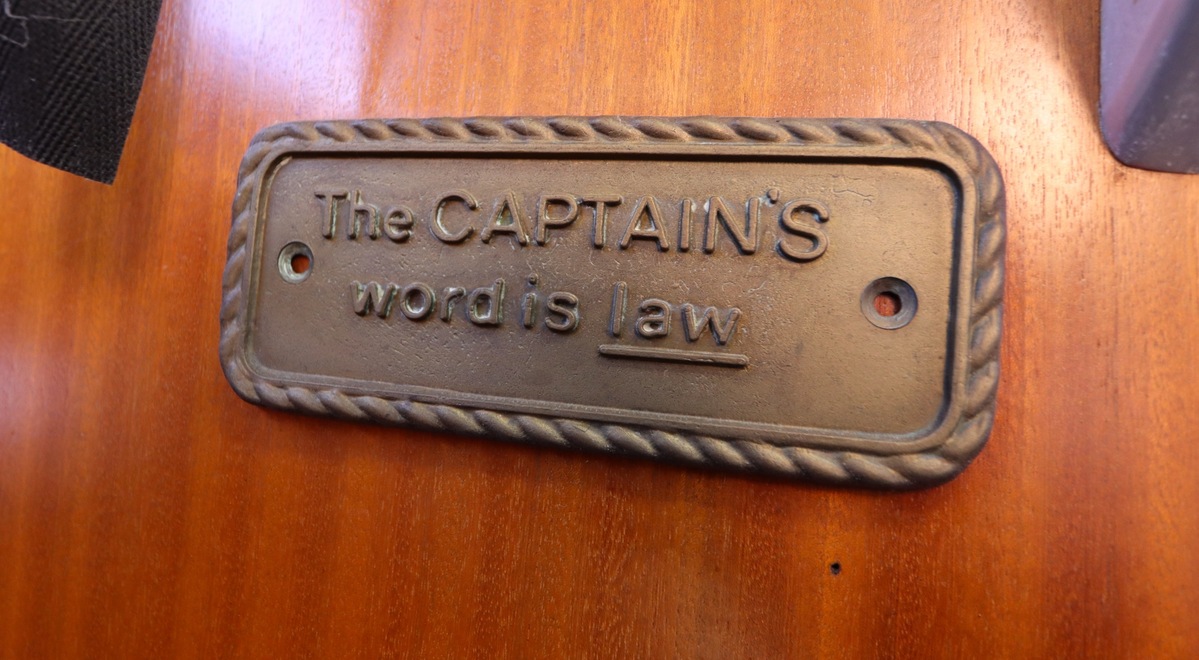 The CAPTAIN'S
word is law